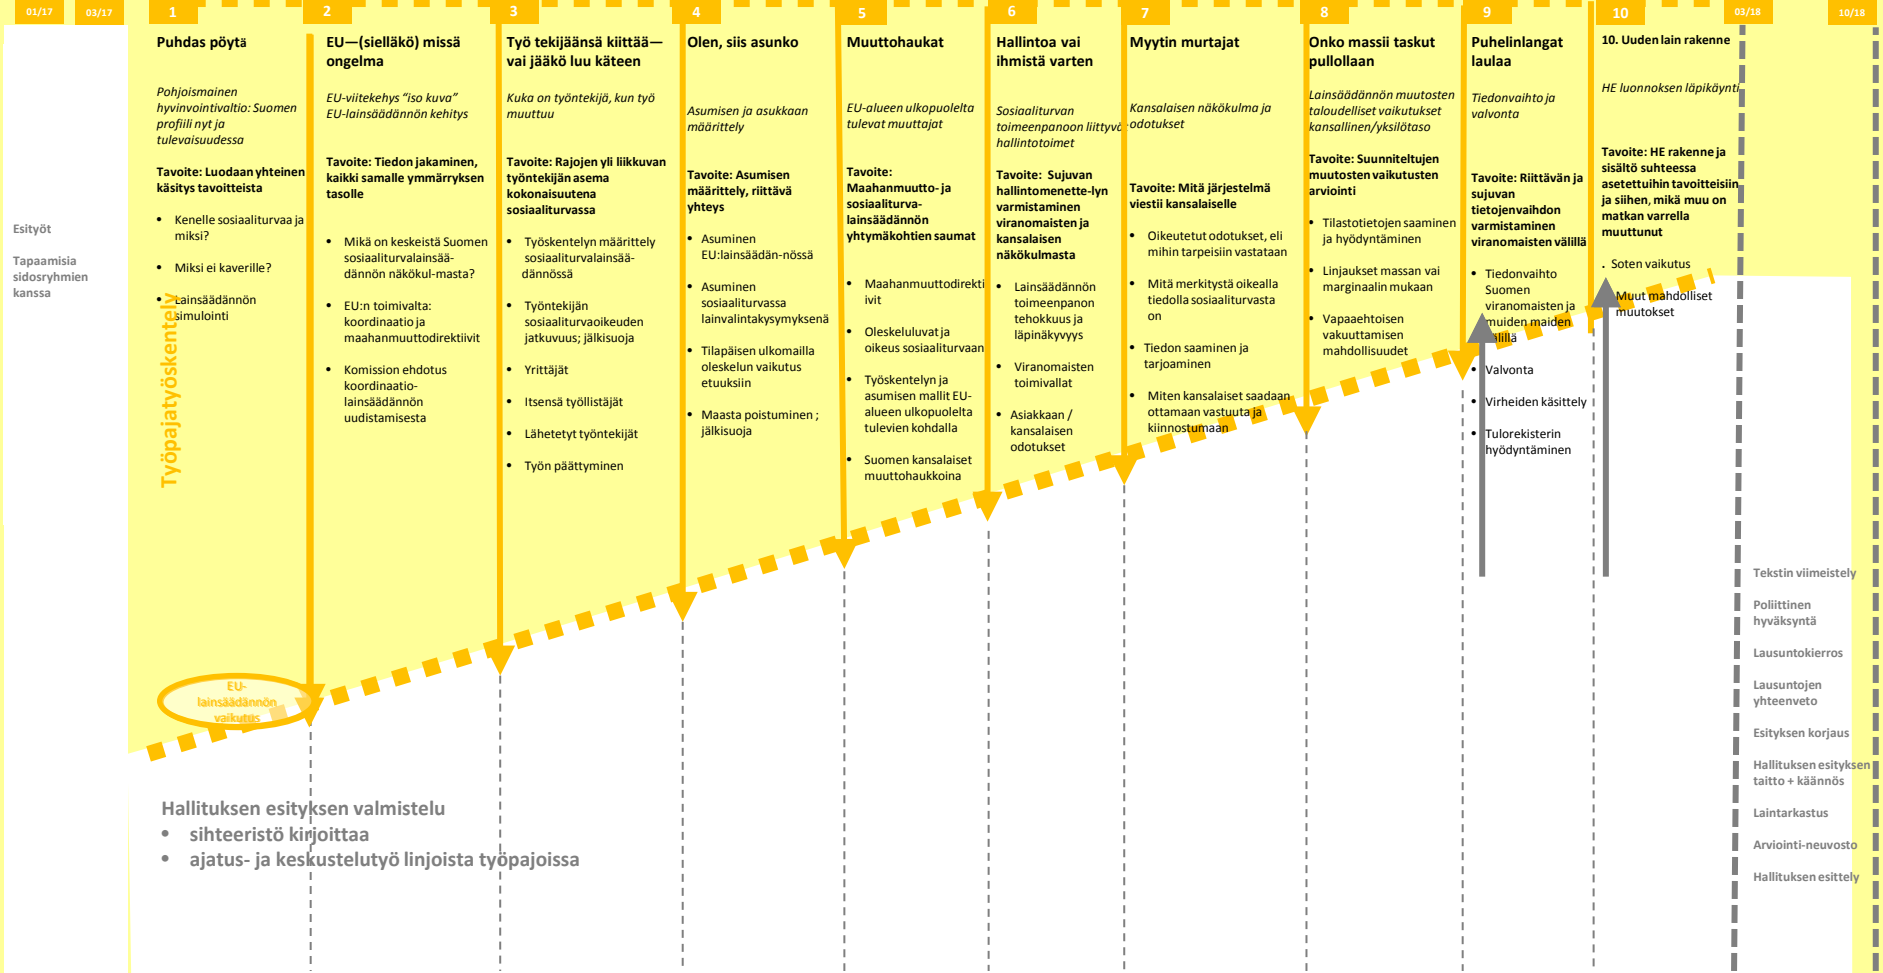 01/17
03/17
1
2
3
4
5
6
7
8
9
10
03/18
10/18
Esityöt
Tapaamisia
sidosryhmien
kanssa
Puhdas pöytä
Pohjoismainen
hyvinvointivaltio: Suomen
profiili nyt ja
tulevaisuudessa
Tavoite: Luodaan yhteinen
käsitys tavoitteista
• Kenelle sosiaaliturvaa ja
miksi?
• Miksi ei kaverille?
• Lainsäädännön
simulointi
Työpajatyöskentely
EU-
lainsäädännön
vaikutus
EU—(sielläkö) missä
ongelma
EU-viitekehys "iso kuva"
EU-lainsäädännön kehitys
Tavoite: Tiedon jakaminen,
kaikki samalle ymmärryksen
tasolle
• Mikä on keskeistä Suomen
sosiaaliturvalainsää-
dännön näkökul-masta?
• EU:n toimivalta:
koordinaatio ja
maahanmuuttodirektiivit
• Komission ehdotus
koordinaatio-
lainsäädännön
uudistamisesta
Työ tekijäänsä kiittää—
vai jääkö luu käteen
Kuka on työntekijä, kun työ
muuttuu
Tavoite: Rajojen yli liikkuvan
työntekijän asema
kokonaisuutena
sosiaaliturvassa
• Työskentelyn määrittely
sosiaaliturvalainsää-
dännössä
• Työntekijän
sosiaaliturvaoikeuden
jatkuvuus; jälkisuoja
• Yrittäjät
• Itsensä työllistäjät
• Lähetetyt työntekijät
• Työn päättyminen
Olen, siis asunko
Asumisen ja asukkaan
määrittely
Tavoite: Asumisen
määrittely, riittävä
yhteys
• Asuminen
EU:lainsäädän-nössä
• Asuminen
sosiaaliturvassa
lainvalintakysymyksenä
• Tilapäisen ulkomailla
oleskelun vaikutus
etuuksiin
• Maasta poistuminen ;
jälkisuoja
Muuttohaukat
EU-alueen ulkopuolelta
tulevat muuttajat
Tavoite:
Maahanmuutto- ja
sosiaaliturva-
lainsäädännön
yhtymäkohtien saumat
• Maahanmuuttodirekti
ivit
• Oleskeluluvat ja
oikeus sosiaaliturvaan
• Työskentelyn ja
asumisen mallit EU-
alueen ulkopuolelta
tulevien kohdalla
• Suomen kansalaiset
muuttohaukkoina
Hallintoa vai
ihmistä varten
Sosiaaliturvan
toimeenpanoon liittyvä
hallintotoimet
Tavoite: Sujuvan
hallintomenette-lyn
varmistaminen
viranomaisten ja
kansalaisen
näkökulmasta
• Lainsäädännön
toimeenpanon
tehokkuus ja
läpinäkyvyys
• Viranomaisten
toimivallat
• Asiakkaan /
kansalaisen
odotukset
Myytin murtajat
Kansalaisen näkökulma ja
odotukset
Tavoite: Mitä järjestelmä
viestii kansalaiselle
• Oikeutetut odotukset, eli
mihin tarpeisiin vastataan
• Mitä merkitystä oikealla
tiedolla sosiaaliturvasta
on
• Tiedon saaminen ja
tarjoaminen
• Miten kansalaiset saadaan
ottamaan vastuuta ja
kiinnostumaan
Onko massii taskut
pullollaan
Lainsäädännön muutosten
taloudelliset vaikutukset
kansallinen/yksilötaso
Tavoite: Suunniteltujen
muutosten vaikutusten
arviointi
• Tilastotietojen saaminen
ja hyödyntäminen
• Linjaukset massan vai
marginaalin mukaan
• Vapaaehtoisen
vakuuttamisen
mahdollisuudet
Puhelinlangat
laulaa
Tiedonvaihto ja
valvonta
Tavoite: Riittävän ja
sujuvan
tietojenvaihdon
varmistaminen
viranomaisten välillä
• Tiedonvaihto
Suomen
viranomaisten ja
muiden maiden
välillä
• Valvonta
• Virheiden käsittely
• Tulorekisterin
hyödyntäminen
10. Uuden lain rakenne
HE luonnoksen läpikäynti
Tavoite: HE rakenne ja
sisältö suhteessa
asetettuihin tavoitteisiin
ja siihen, mikä muu on
matkan varrella
muuttunut
. Soten vaikutus
Muut mahdolliset
muutokset
Tekstin viimeistely
Poliittinen
hyväksyntä
Lausuntokierros
Lausuntojen
yhteenveto
Esityksen korjaus
Hallituksen esityksen
taitto + käännös
Laintarkastus
Arviointi-neuvosto
Hallituksen esittely
Hallituksen esityksen valmistelu
• sihteeristö kirjoittaa
• ajatus- ja keskustelutyö linjoista työpajoissa